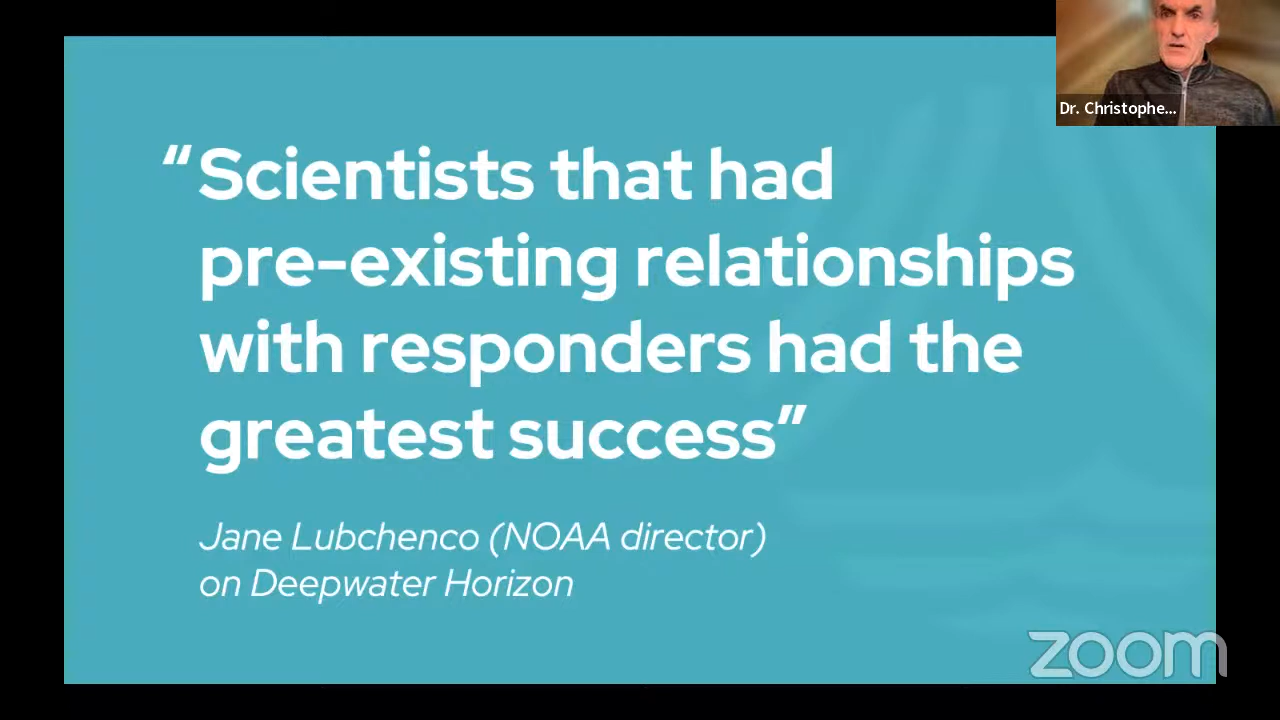 Dr. Christophe...
“Scientists that had
pre-existing relationships
with responders had the
greatest success”
Jane Lubchenco (NOAA director)
on Deepwater Horizon
zoom